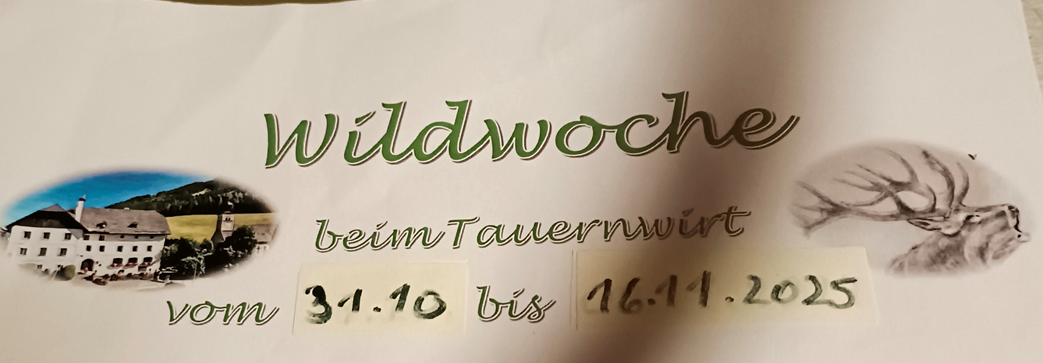 Wildwoche
beim Tauernwirt
vom 31.10 bis 16.11.2025